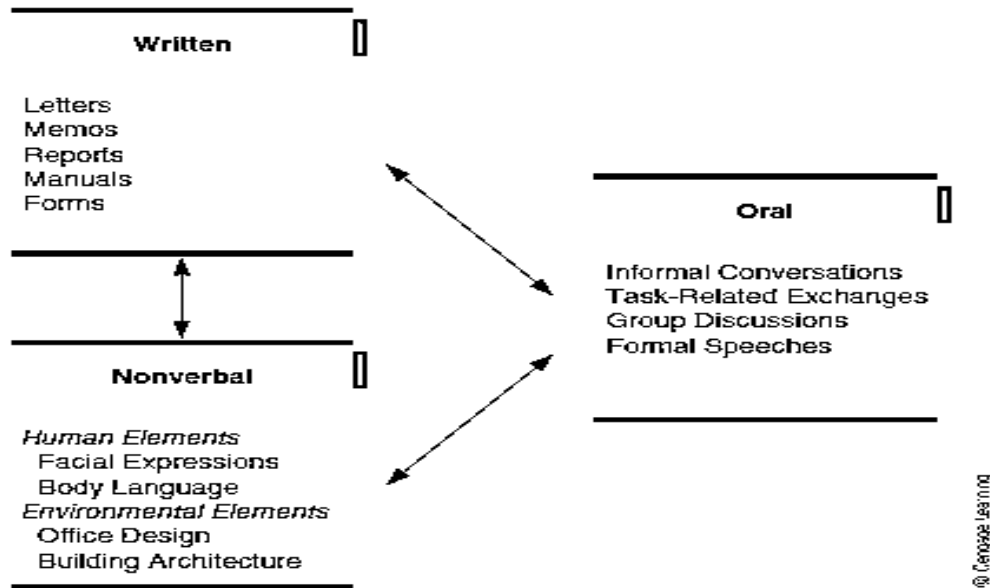 Written
Letters
Memos
Reports
Manuals
Forms
Nonverbal
Human Elements
Facial Expressions
Body Language
Environmental Elements
Office Design
Building Architecture
Oral
Informal Conversations
Task-Related Exchanges
Group Discussions
Formal Speeches
© Cengage Learning